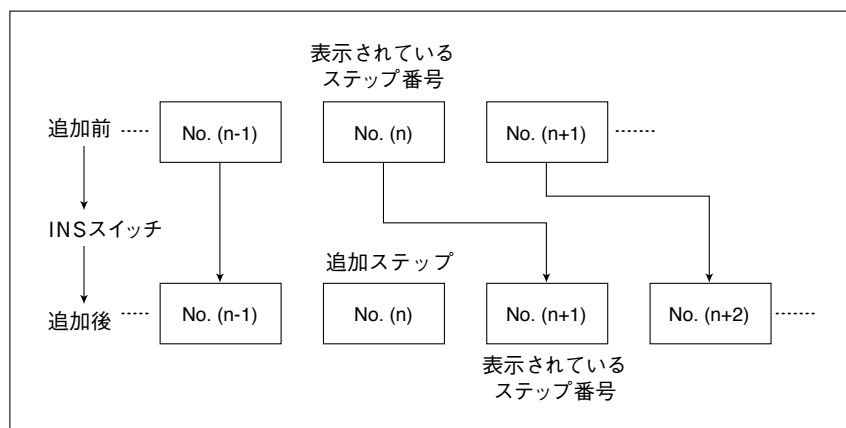 表示されている
ステップ番号
追加前 ‥‥‥ No. (n-1) No. (n) No. (n+1) ‥‥‥‥
INSスイッチ
追加ステップ
追加後 ‥‥‥ No. (n-1) No. (n) No. (n+1) No. (n+2) ‥‥‥‥
表示されている
ステップ番号